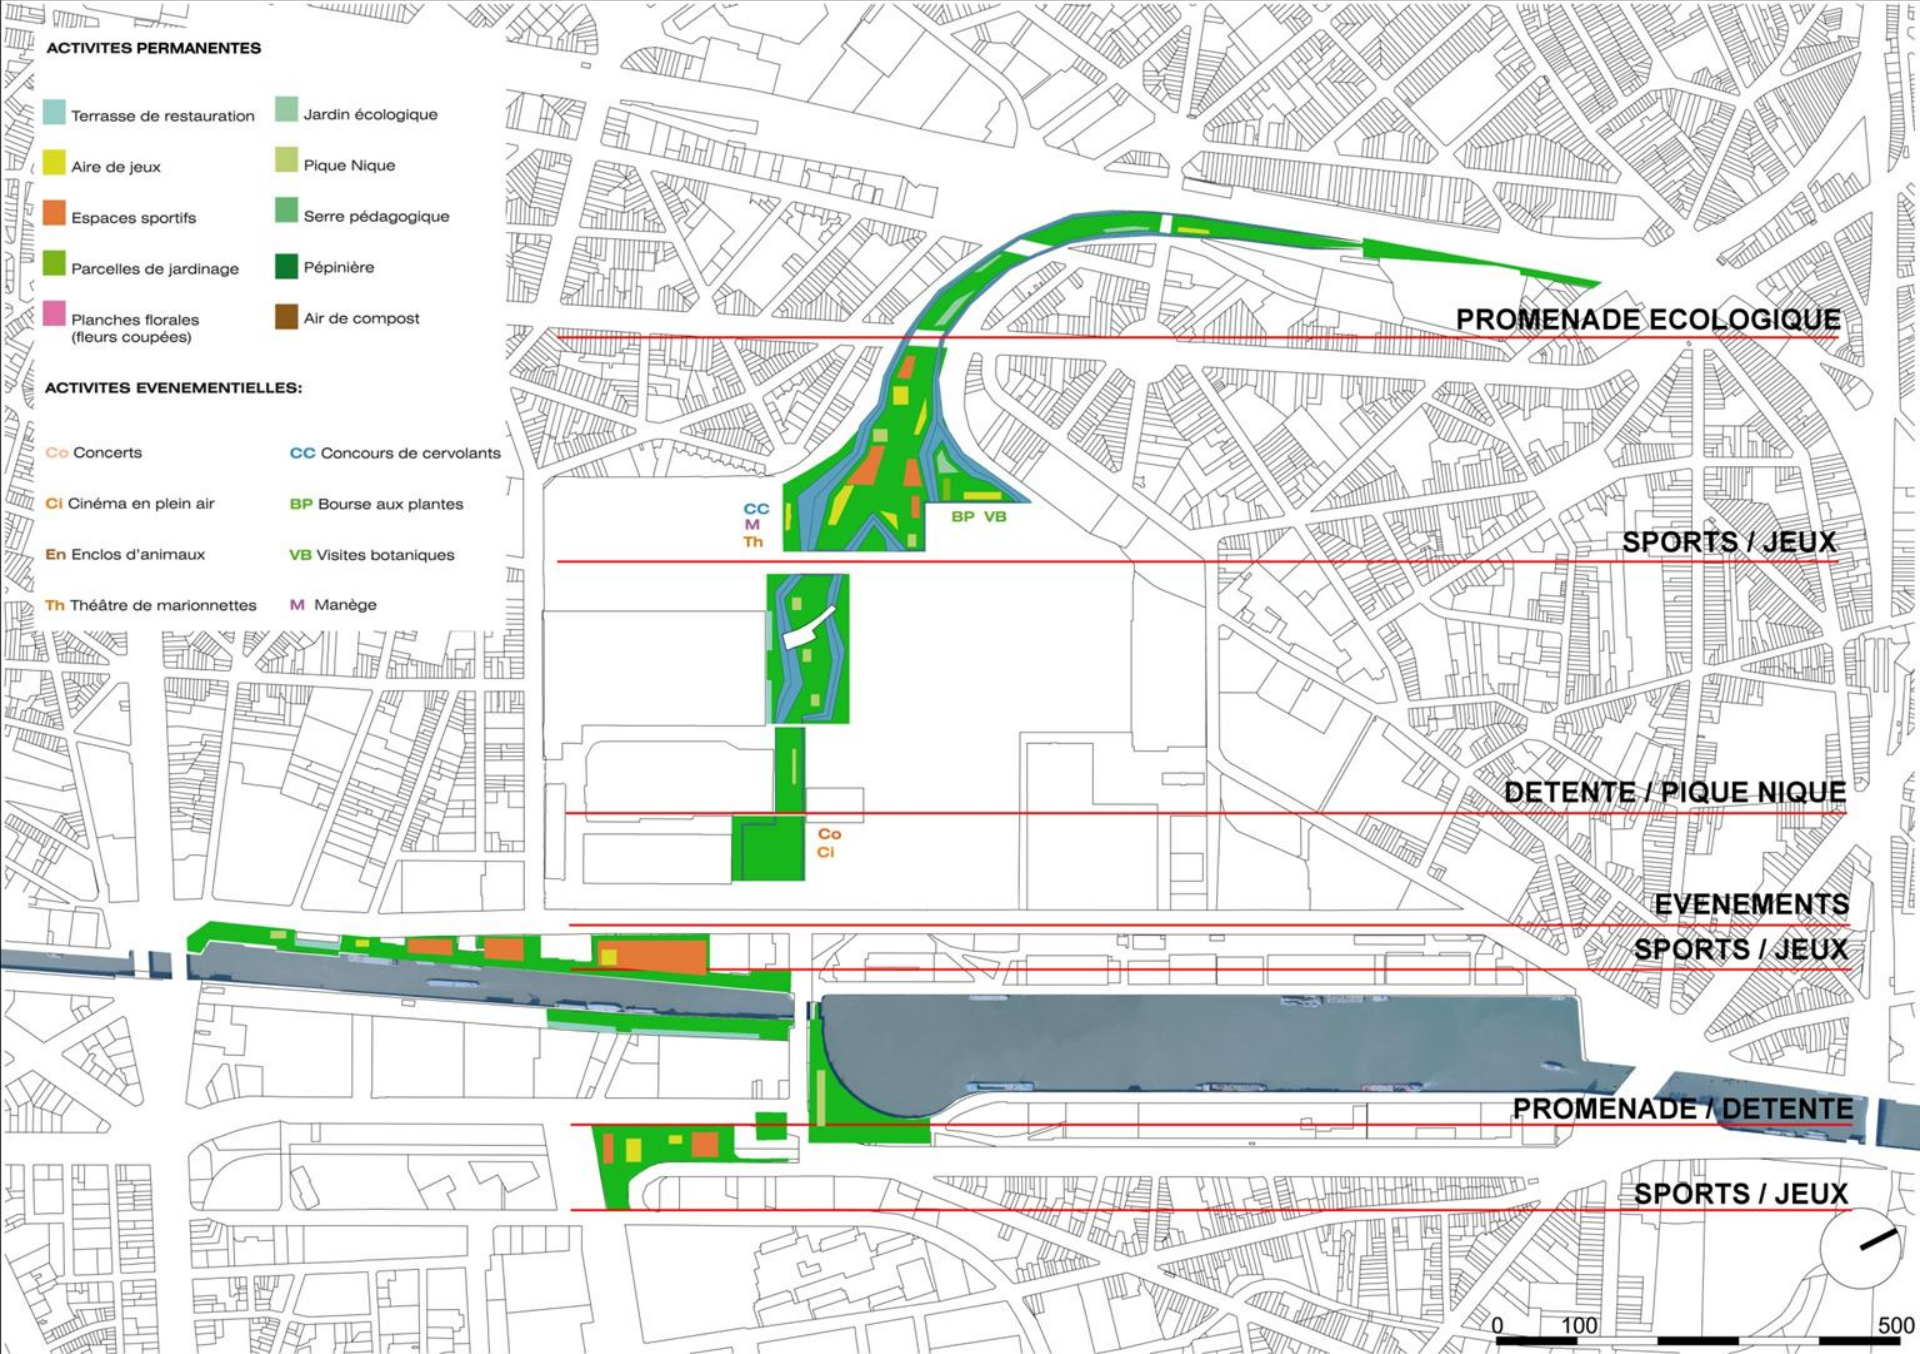 ACTIVITES PERMANENTES
Terrasse de restauration
Jardin écologique
Aire de jeux
Pique Nique
Espaces sportifs
Serre pédagogique
Parcelles de jardinage
Pépinière
Planches florales
(fleurs coupées)
Air de compost
ACTIVITES EVENEMENTIELLES:
Co Concerts
CC Concours de cervolants
Ci Cinéma en plein air
BP Bourse aux plantes
En Enclos d'animaux
VB Visites botaniques
Th Théâtre de marionnettes
M Manège
PROMENADE ECOLOGIQUE
CC
M
Th
BP VB
SPORTS / JEUX
DETENTE / PIQUE NIQUE
Co
Ci
EVENEMENTS
SPORTS / JEUX
PROMENADE / DETENTE
SPORTS / JEUX
0 100 500